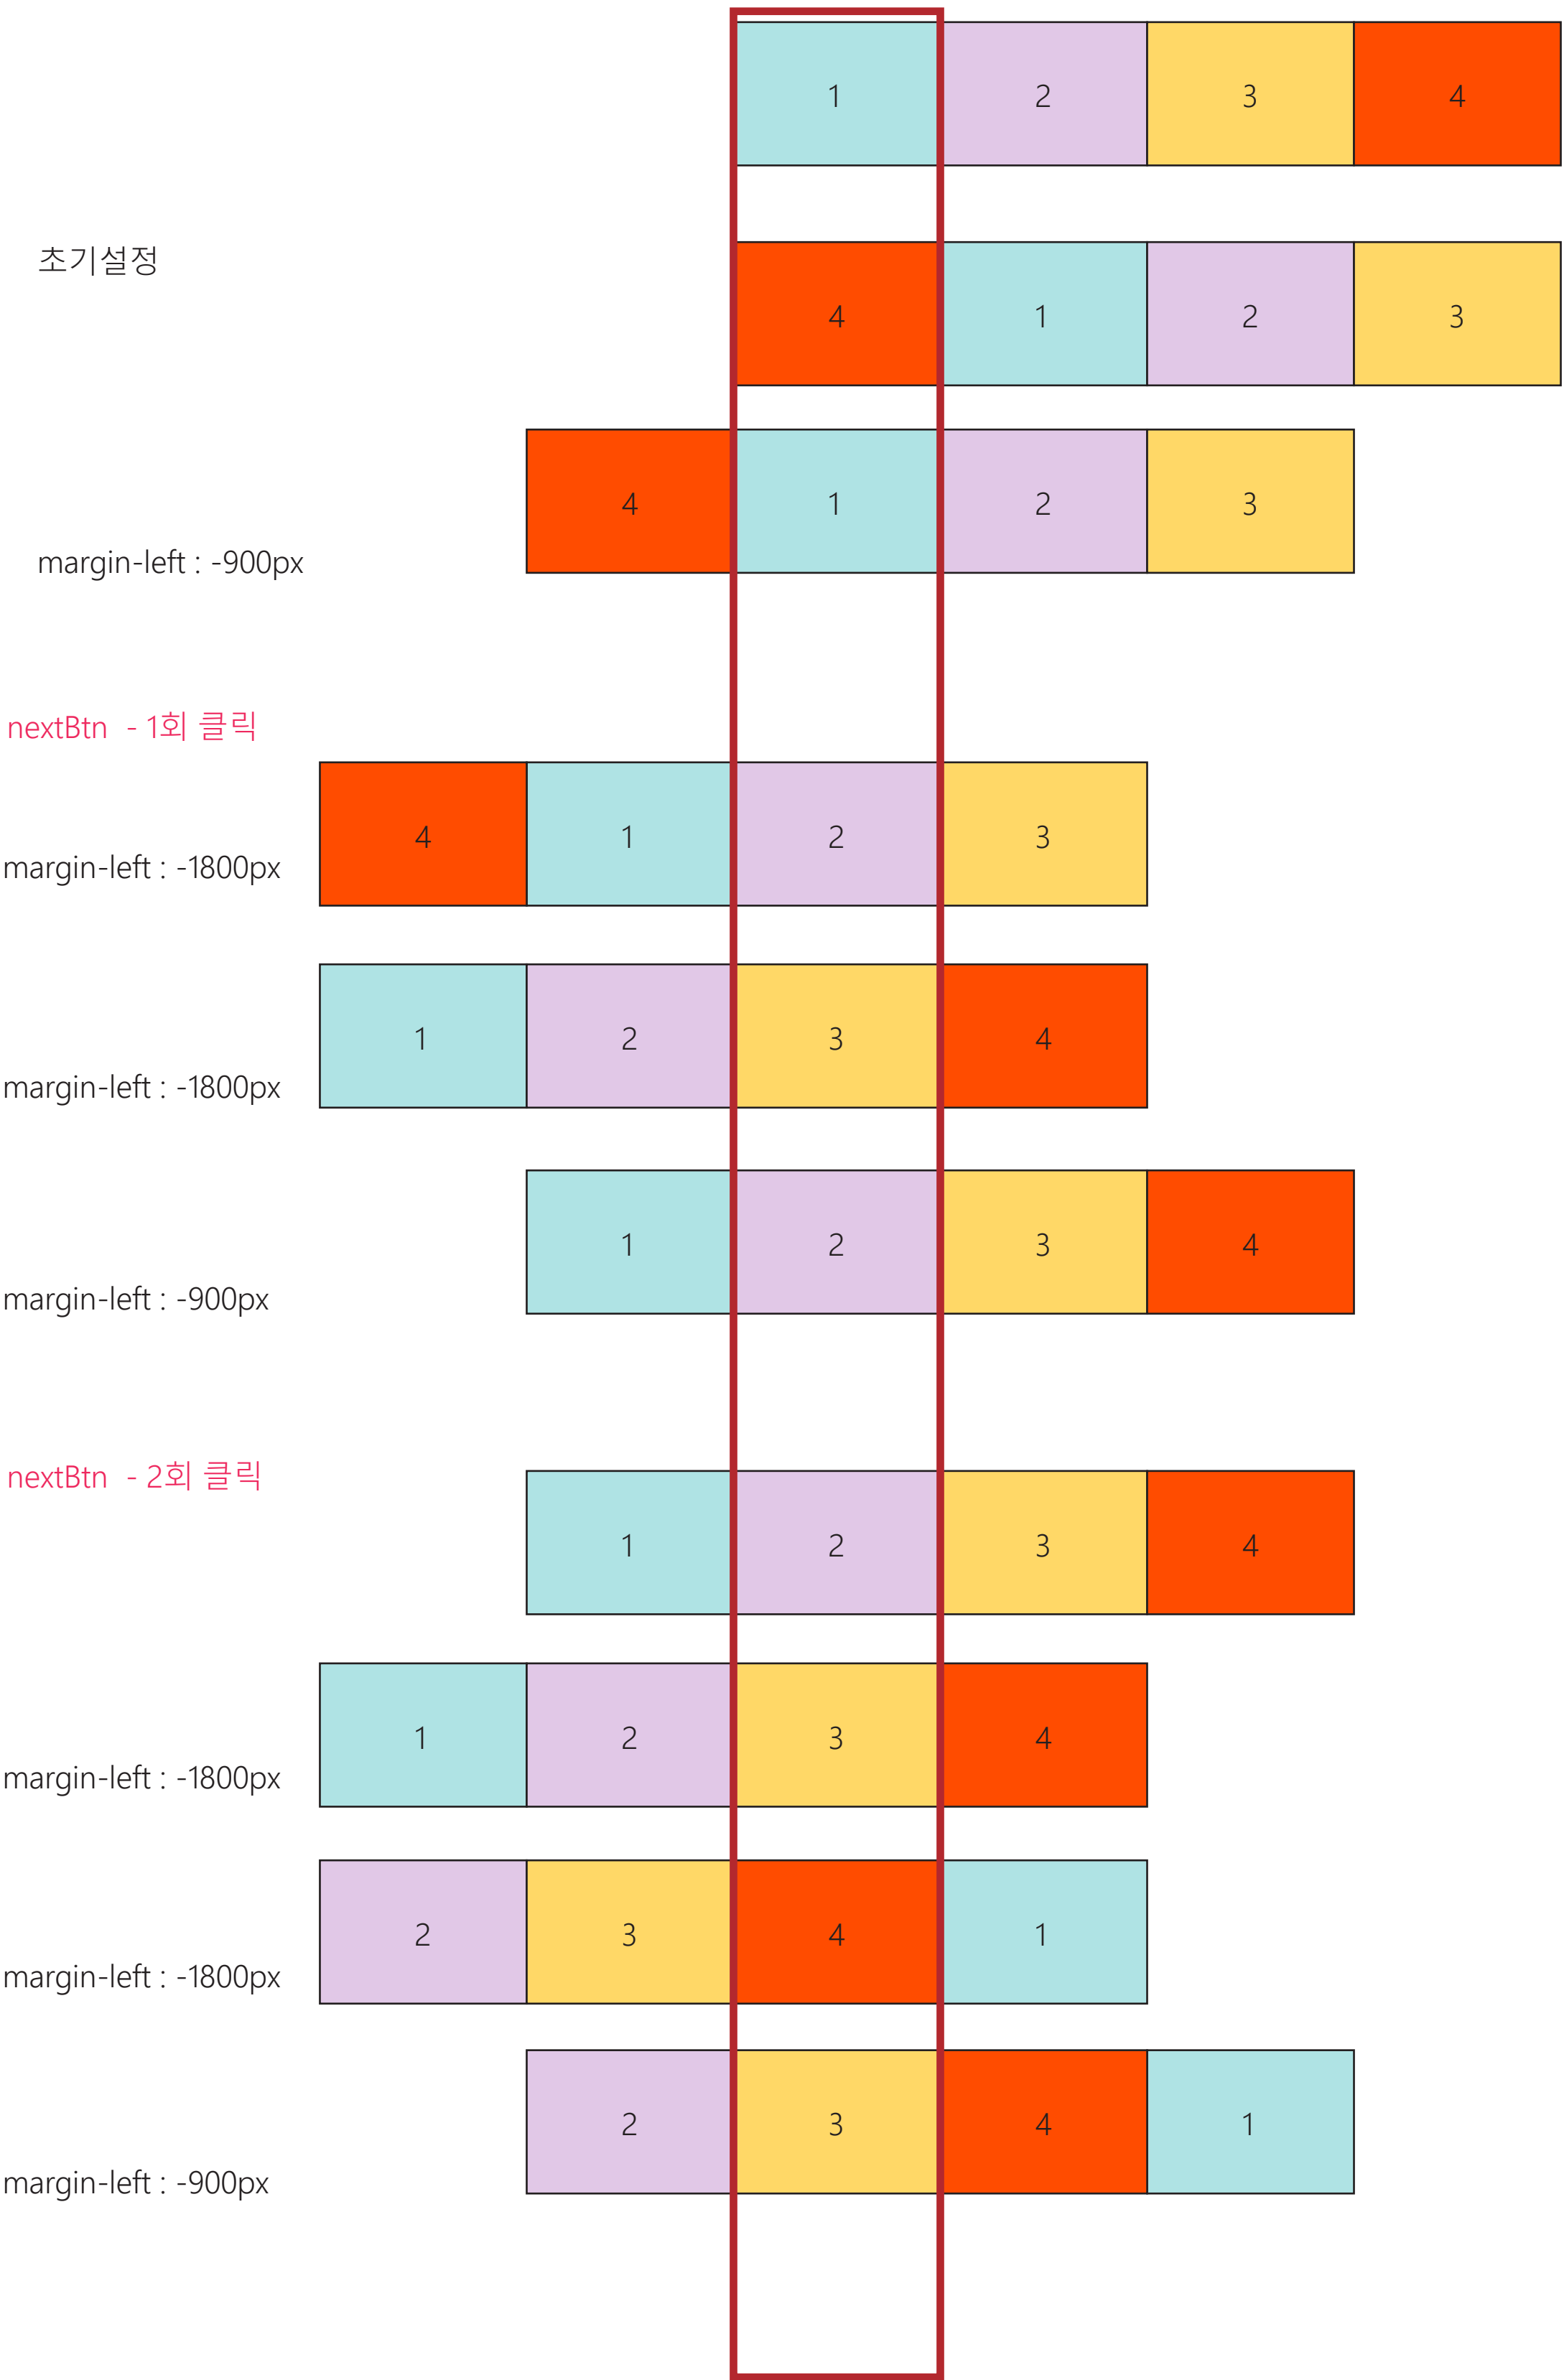 1 2 3 4
초기설정
4 1 2 3
4 1 2 3
margin-left : -900px
nextBtn - 1회 클릭
4 1 2 3
margin-left : -1800px
1 2 3 4
margin-left : -1800px
1 2 3 4
margin-left : -900px
nextBtn - 2회 클릭
1 2 3 4
1 2 3 4
margin-left : -1800px
2 3 4 1
margin-left : -1800px
2 3 4 1
margin-left : -900px